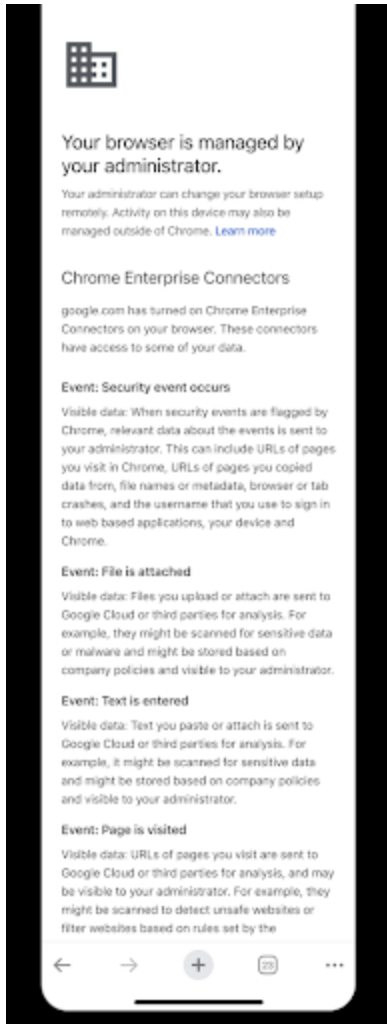 Your browser is managed by
your administrator.
Your administrator can change your browser setup
remotely. Activity on this device may also be
managed outside of Chrome. Learn more
Chrome Enterprise Connectors
google.com has turned on Chrome Enterprise
Connectors on your browser. These connectors
have access to some of your data.
Event: Security event occurs
Visible data: When security events are flagged by
Chrome, relevant data about the events is sent to
your administrator. This can include URLs of pages
you visit in Chrome, URLs of pages you copied
data from, file names or metadata, browser or tab
crashes, and the username that you use to sign in
to web based applications, your device and
Chrome.
Event: File is attached
Visible data: Files you upload or attach are sent to
Google Cloud or third parties for analysis. For
example, they might be scanned for sensitive data
or malware and might be stored based on
company policies and visible to your administrator.
Event: Text is entered
Visible data: Text you paste or attach is sent to
Google Cloud or third parties for analysis. For
example, it might be scanned for sensitive data
and might be stored based on company policies
and visible to your administrator.
Event: Page is visited
Visible data: URLs of pages you visit are sent to
Google Cloud or third parties for analysis, and may
be visible to your administrator. For example, they
might be scanned to detect unsafe websites or
filter websites based on rules set by the
23